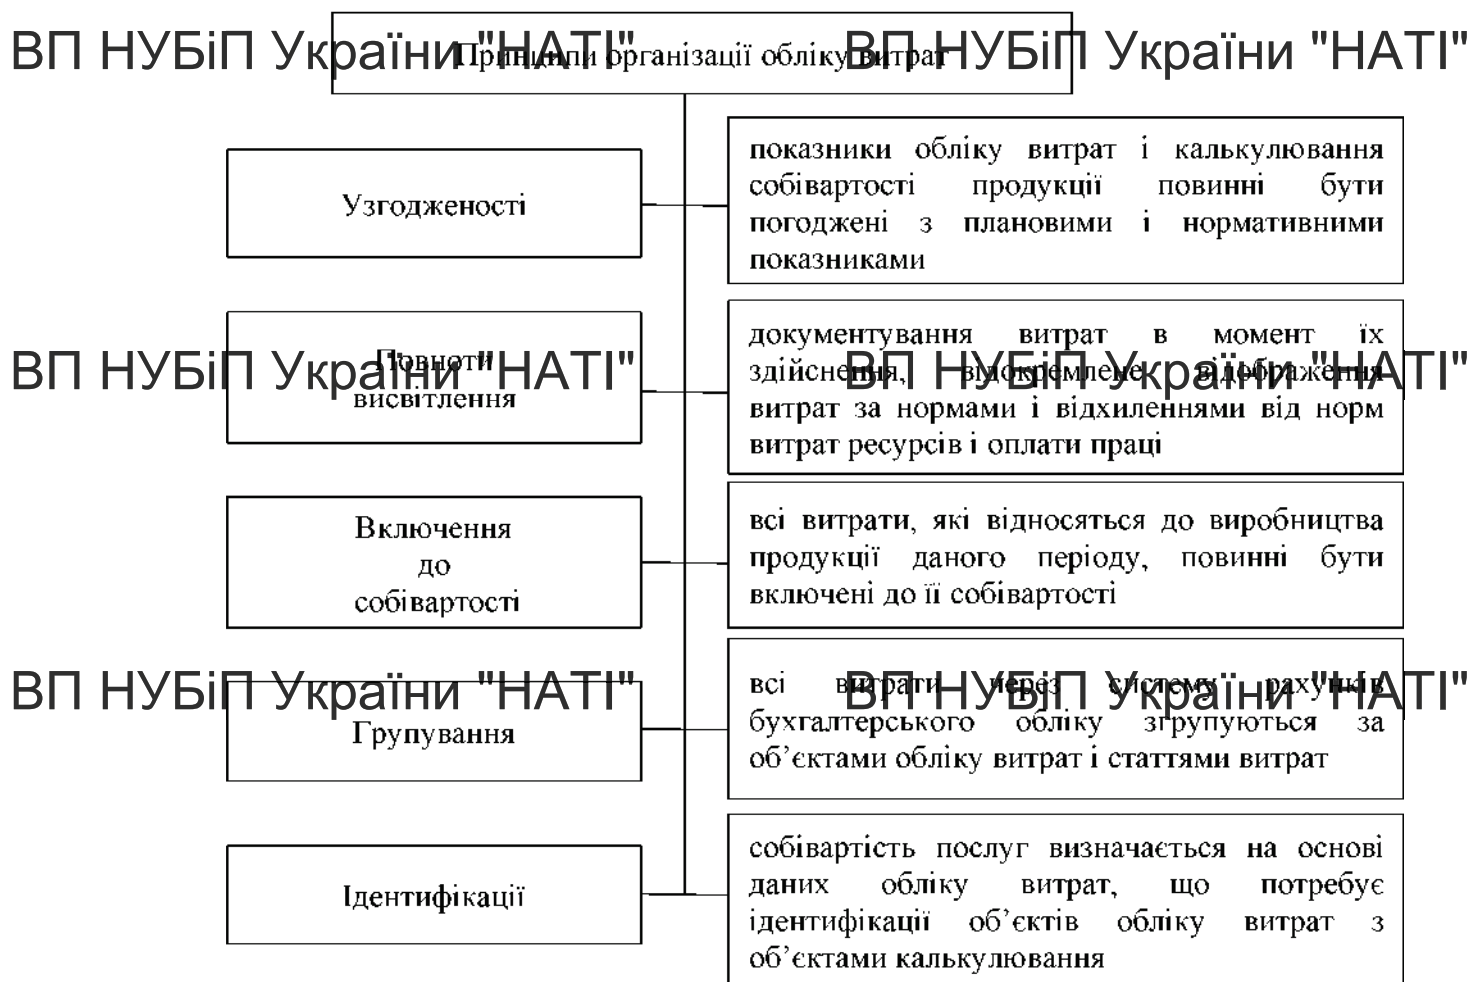 ВП НУБіП України "НАТІ" ВП НУБіП України "НАТІ"
Принципи організації обліку витрат
Узгодженості
показники обліку витрат і калькулювання
собівартості продукції повинні бути
погоджені з плановими і нормативними
показниками
ВП НУБіП України "НАТІ" ВП НУБіП України "НАТІ"
Повноти
висвітлення
документування витрат в момент їх
здійснення, відокремлене відображення
витрат за нормами і відхиленнями від норм
витрат ресурсів і оплати праці
Включення
до
собівартості
всі витрати, які відносяться до виробництва
продукції даного періоду, повинні бути
включені до її собівартості
ВП НУБіП України "НАТІ" ВП НУБіП України "НАТІ"
Групування
всі витрати через систему рахунків
бухгалтерського обліку згрупуються за
об’єктами обліку витрат і статтями витрат
Ідентифікації
собівартість послуг визначається на основі
даних обліку витрат, що потребує
ідентифікації об’єктів обліку витрат з
об’єктами калькулювання